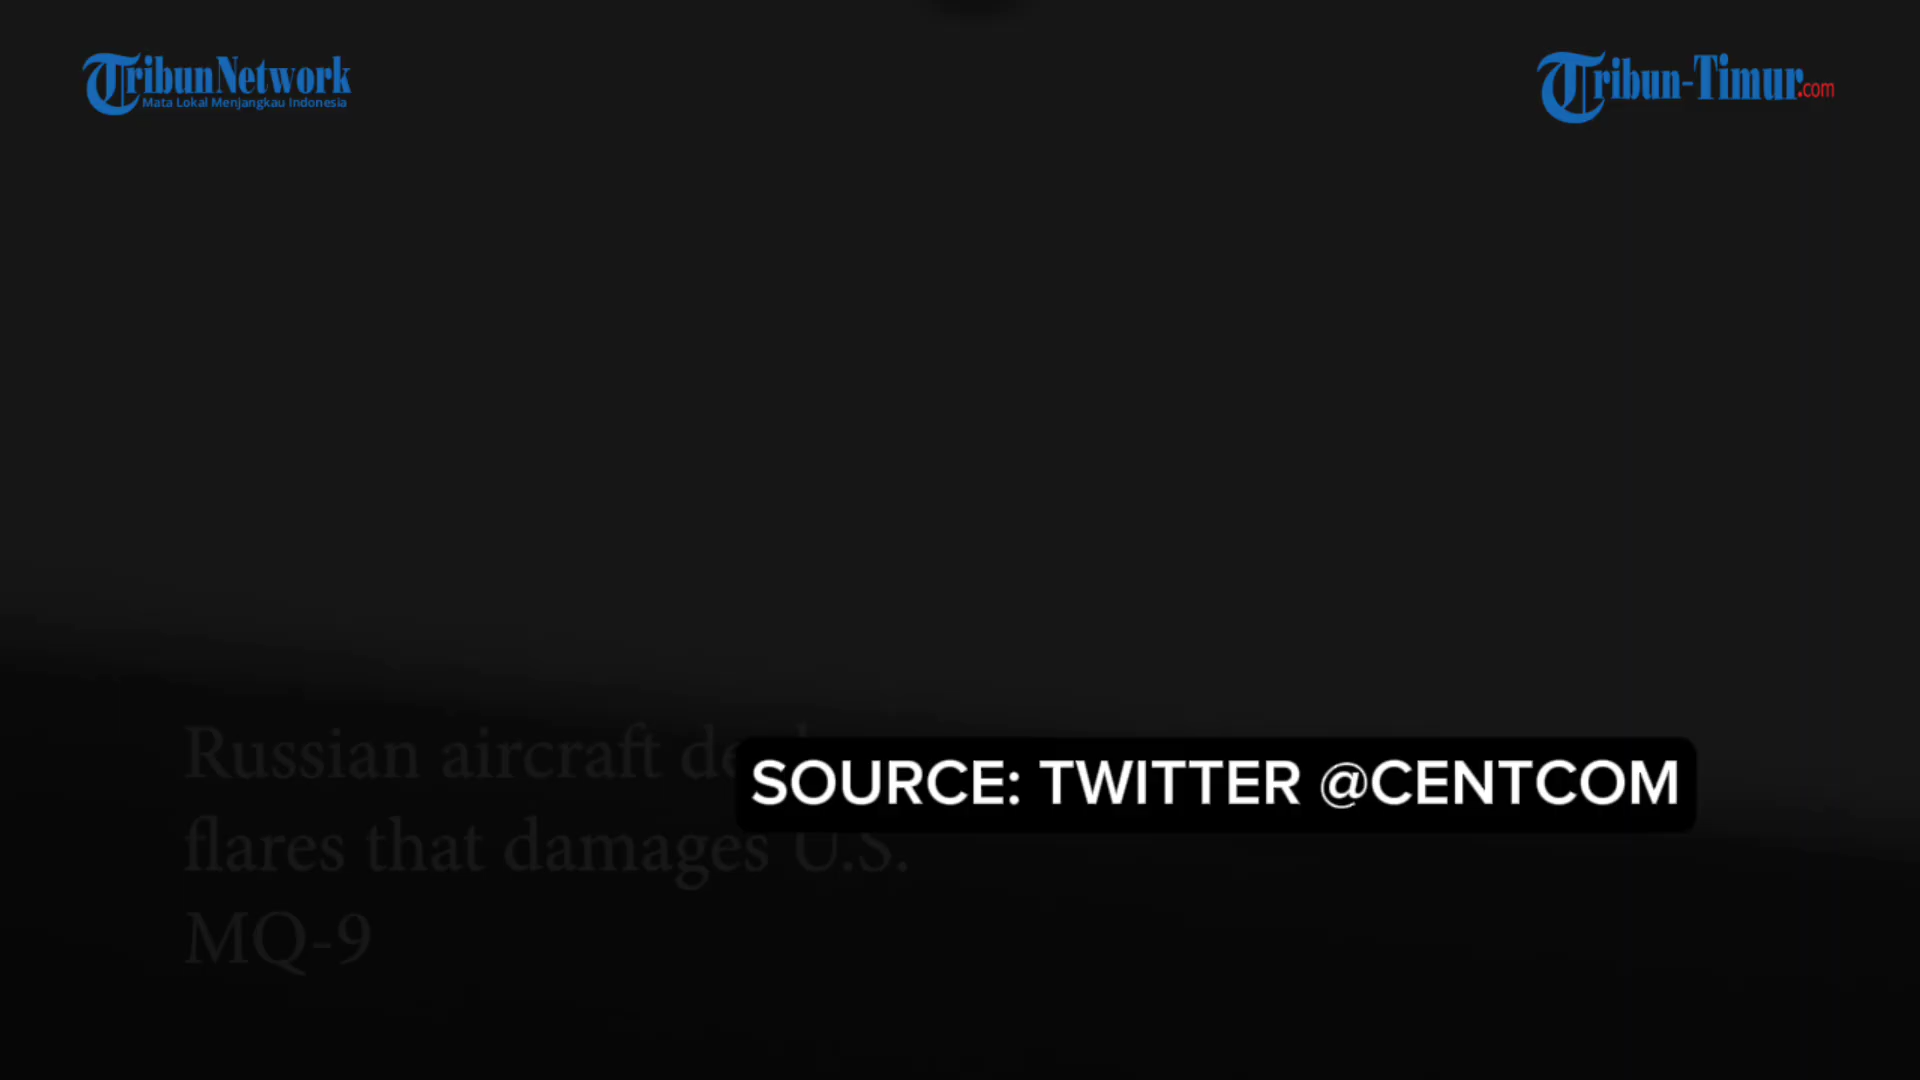 TribunNetwork
Mata Lokal Menjangkau Indonesia
Tribun-Timur.com
Russian aircraft
SOURCE: TWITTER @CENTCOM
flares that damages U.S.
MQ-9